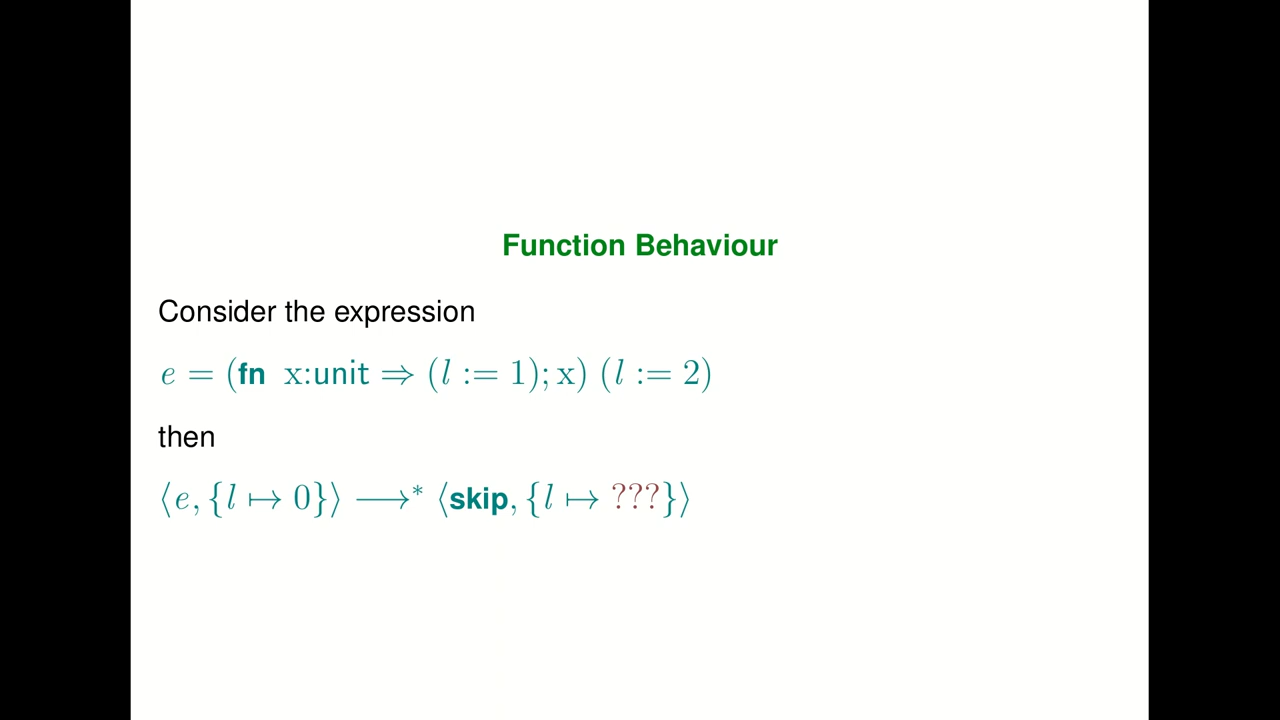 Function Behaviour
Consider the expression
e = (fn x:unit ⇒ (l := 1); x) (l := 2)
then
⟨e, {l ↦ 0}⟩ ⟶* ⟨skip, {l ↦ ???}⟩